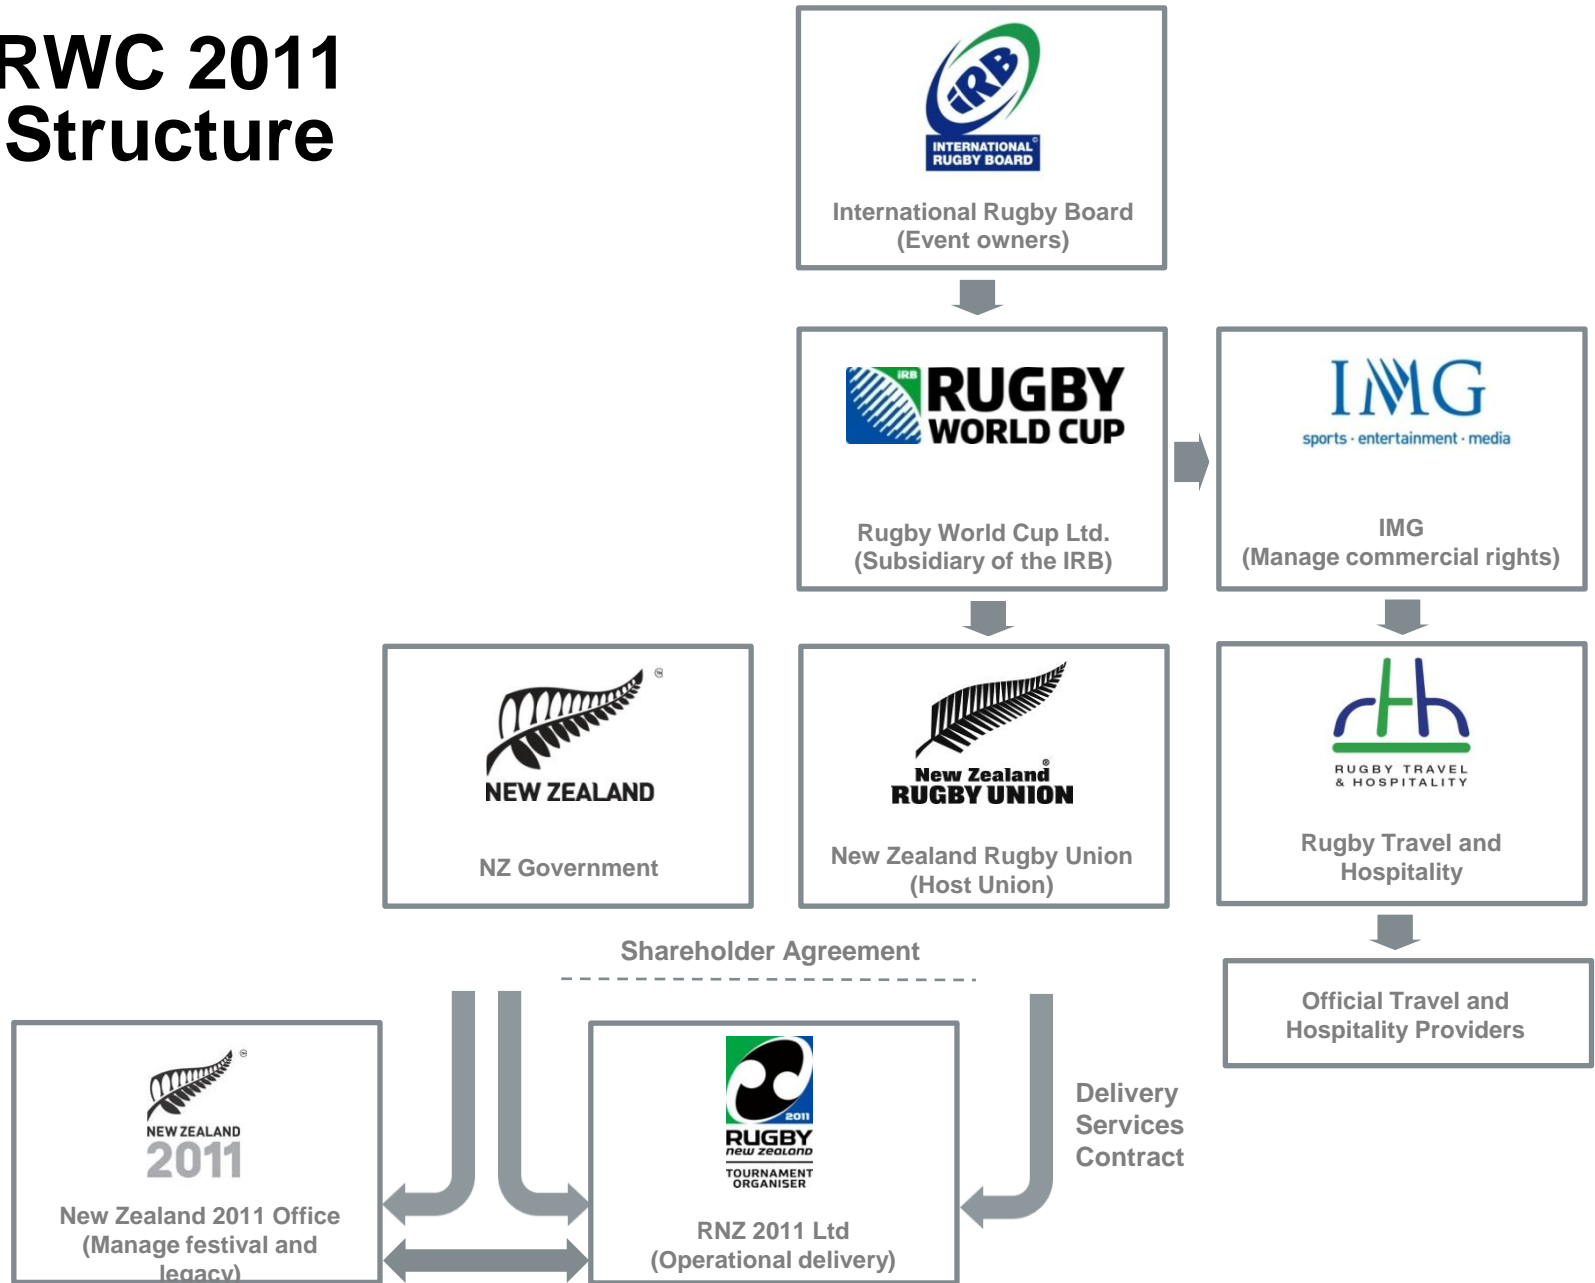 RWC 2011
Structure
iRB
INTERNATIONAL©
RUGBY BOARD
International Rugby Board
(Event owners)
iRB
RUGBY
WORLD CUP
Rugby World Cup Ltd.
(Subsidiary of the IRB)
IMG
sports · entertainment · media
IMG
(Manage commercial rights)
NEW ZEALAND
NZ Government
New Zealand®
RUGBY UNION
New Zealand Rugby Union
(Host Union)
rth
RUGBY TRAVEL
& HOSPITALITY
Rugby Travel and
Hospitality
Shareholder Agreement
Official Travel and
Hospitality Providers
NEW ZEALAND
2011
New Zealand 2011 Office
(Manage festival and
legacy)
2011
RUGBY
new zealand
TOURNAMENT
ORGANISER
RNZ 2011 Ltd
(Operational delivery)
Delivery
Services
Contract